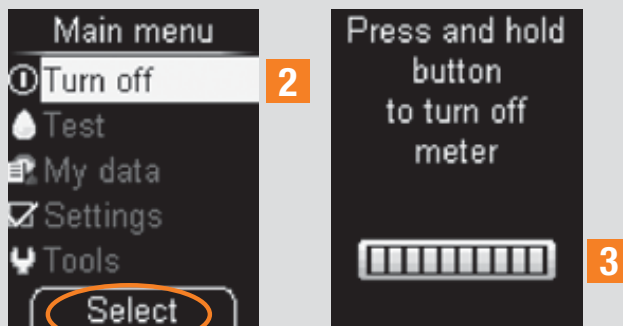 Main menu
Turn off
2
Test
My data
Settings
Tools
Select
Press and hold
button
to turn off
meter
3